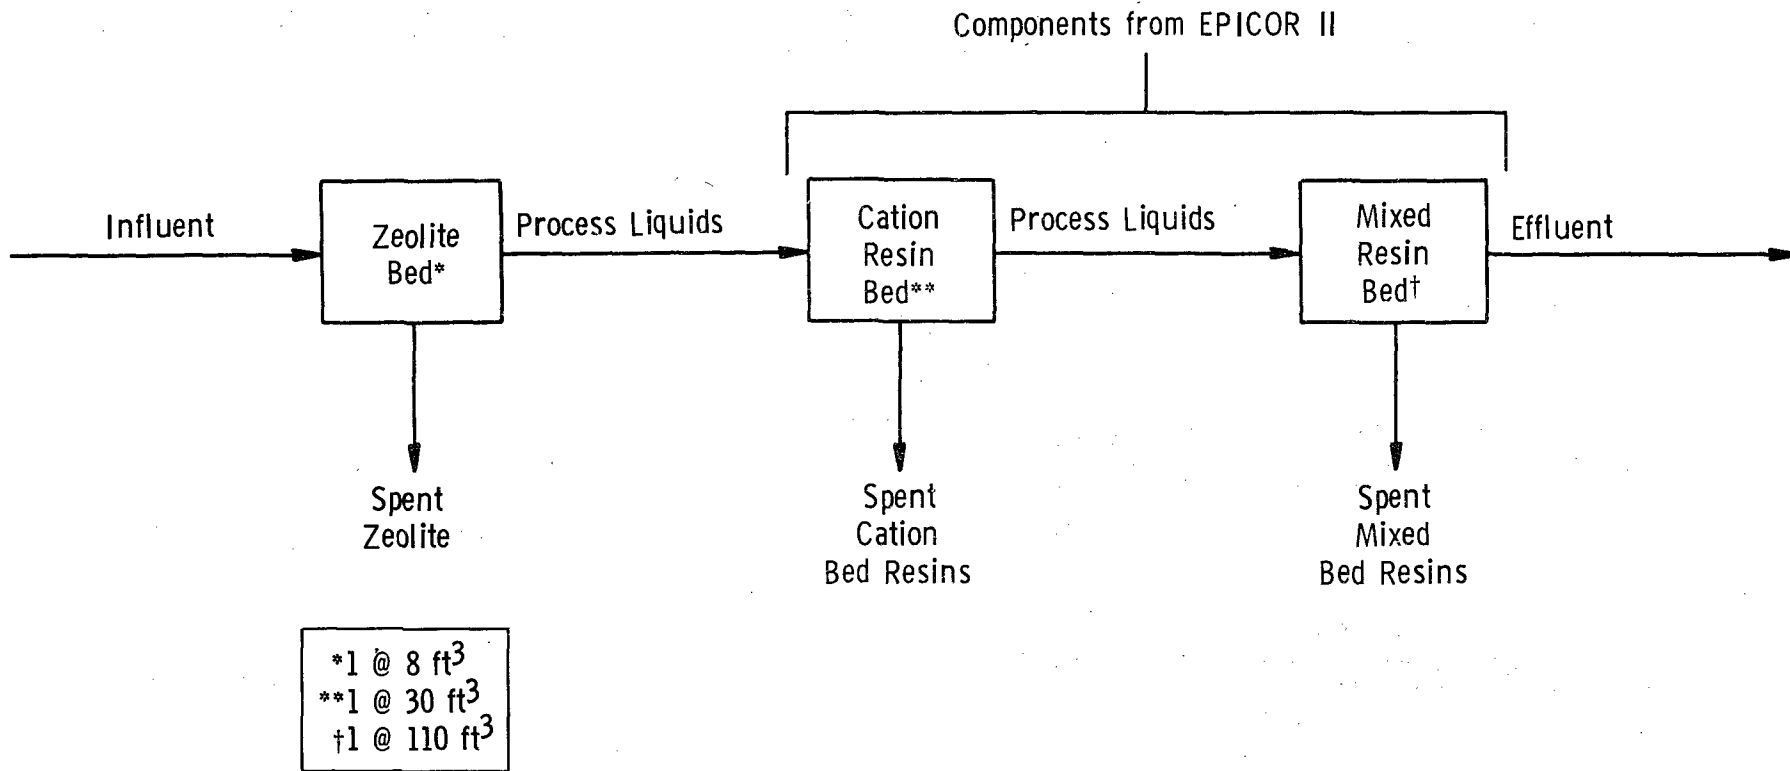 Components from EPICOR II
Influent
Zeolite
Bed*
Process Liquids
Cation
Resin
Bed**
Process Liquids
Mixed
Resin
Bed†
Effluent
Spent
Zeolite
Spent
Cation
Bed Resins
Spent
Mixed
Bed Resins
*1 @ 8 ft³
**1 @ 30 ft³
†1 @ 110 ft³